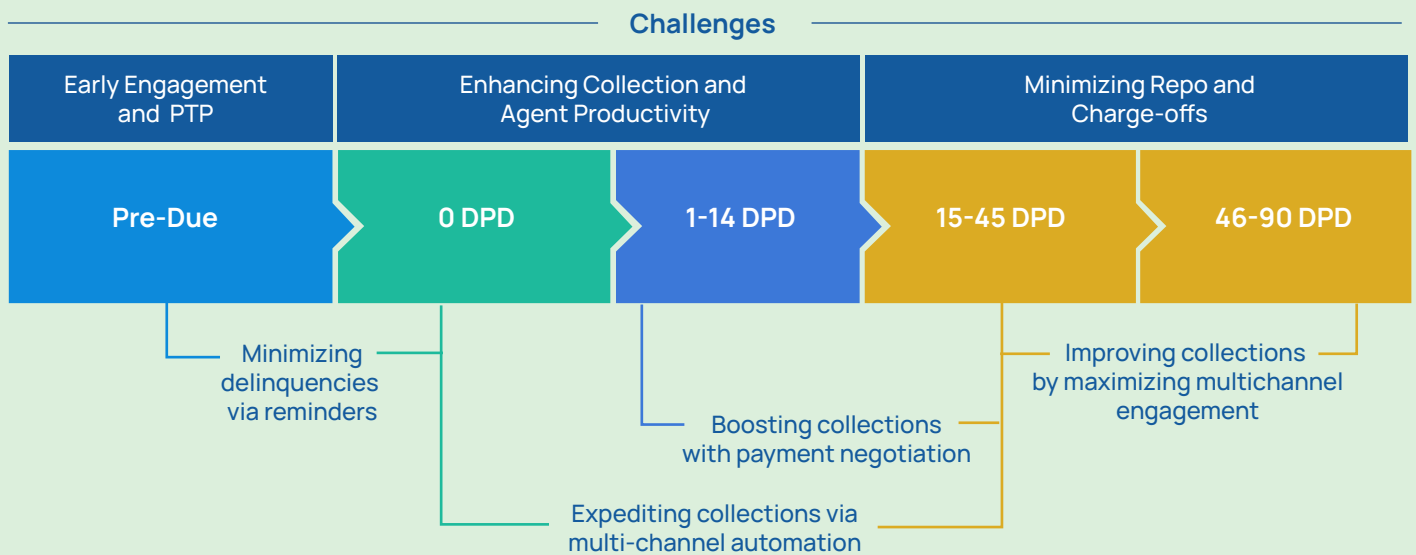 Challenges
Early Engagement
and PTP
Enhancing Collection and
Agent Productivity
Minimizing Repo and
Charge-offs
Pre-Due
0 DPD
1-14 DPD
15-45 DPD
46-90 DPD
Minimizing
delinquencies
via reminders
Improving collections
by maximizing multichannel
engagement
Boosting collections
with payment negotiation
Expediting collections via
multi-channel automation